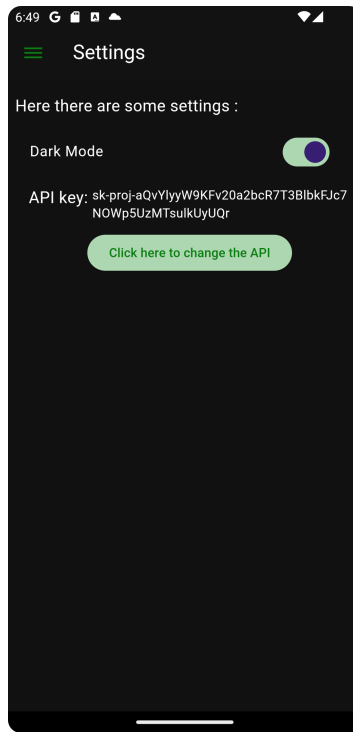 6:49
Settings
Here there are some settings :
Dark Mode
API key: sk-proj-aQvYlyyW9KFv20a2bcR7T3BlbkFJc7
NOWp5UzMTsulkUyUQr
Click here to change the API